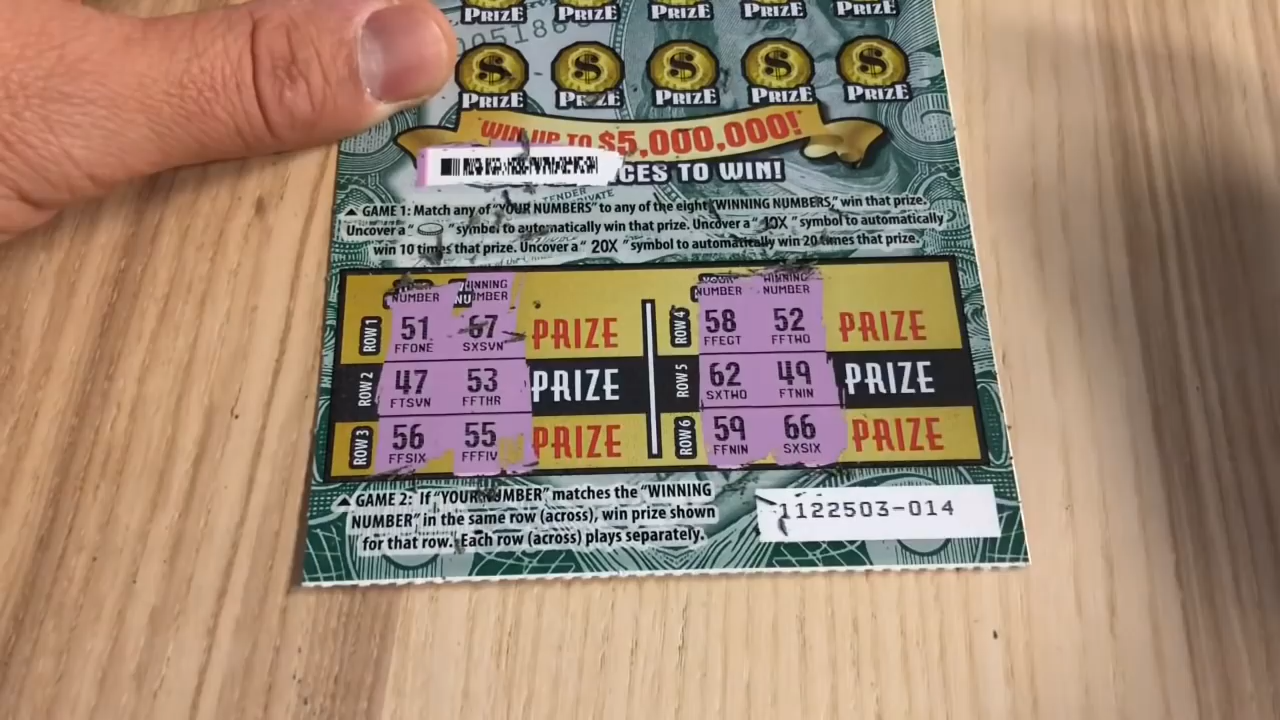 PRIZE PRIZE PRIZE PRIZE PRIZE
PRIZE PRIZE PRIZE PRIZE PRIZE
WIN UP TO $5,000,000!
TO WIN!
TENDER
PRIVATE
GAME 1: Match any of "YOUR NUMBERS" to any of the eight "WINNING NUMBERS," win that prize.
Uncover a " " symbol to automatically win that prize. Uncover a " 10X " symbol to automatically
win 10 times that prize. Uncover a " 20X " symbol to automatically win 20 times that prize.
NUMBER
WINNING NUMBER
ROW 1 51 FFONE 67 SXSVN PRIZE
ROW 2 47 FTSVN 53 FFTHR PRIZE
ROW 3 56 FFSIX 55 FFFIV PRIZE
YOUR NUMBER
WINNING NUMBER
ROW 4 58 FFEGT 52 FFTWO PRIZE
ROW 5 62 SXTWO 49 FTNIN PRIZE
ROW 6 59 FFNIN 66 SXSIX PRIZE
GAME 2: If "YOUR NUMBER" matches the "WINNING
NUMBER" in the same row (across), win prize shown
for that row. Each row (across) plays separately.
1122503-014